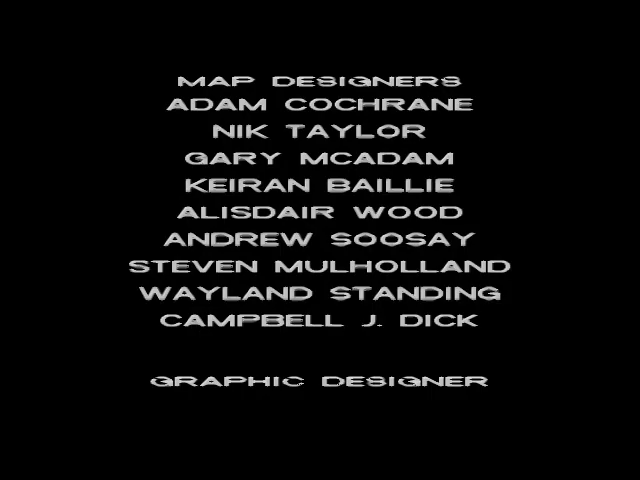 MAP DESIGNERS
ADAM COCHRANE
NIK TAYLOR
GARY MCADAM
KEIRAN BAILLIE
ALISDAIR WOOD
ANDREW SOOSAY
STEVEN MULHOLLAND
WAYLAND STANDING
CAMPBELL J. DICK
GRAPHIC DESIGNER